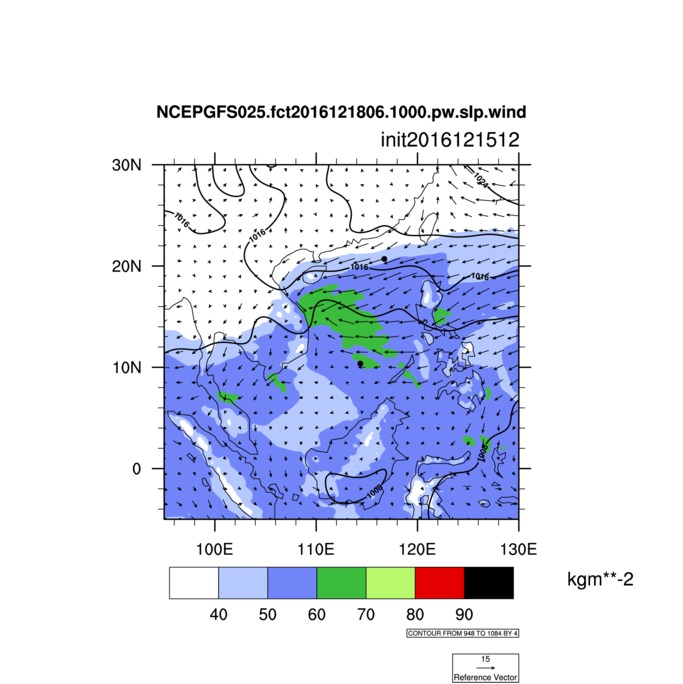 NCEPGFS025.fct2016121806.1000.pw.slp.wind
init2016121512
30N
1024
1016
1016
20N
1016
1016
10N
1008
0
1008
100E
110E
120E
130E
kgm**-2
40
50
60
70
80
90
CONTOUR FROM 948 TO 1084 BY 4
15
Reference Vector